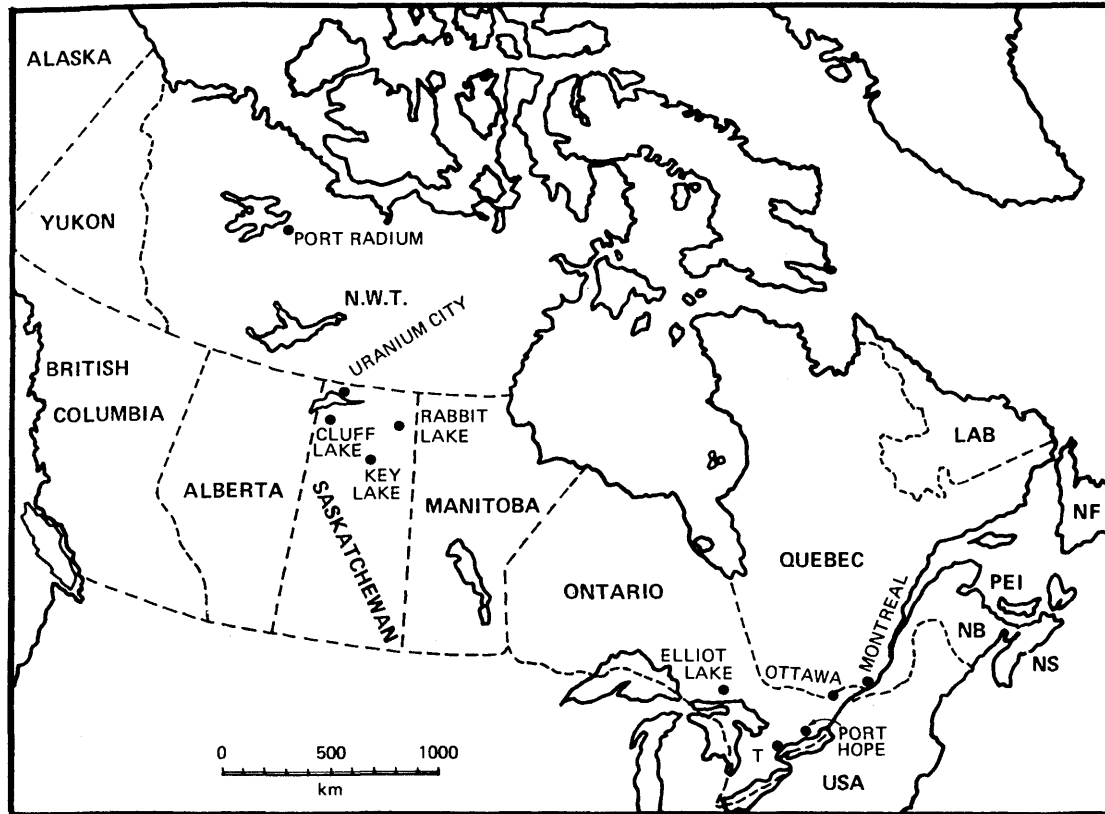 ALASKA
YUKON
PORT RADIUM
N.W.T.
URANIUM CITY
BRITISH
COLUMBIA
CLUFF
LAKE
RABBIT
LAKE
KEY
LAKE
ALBERTA
SASKATCHEWAN
MANITOBA
ONTARIO
QUEBEC
LAB
NF
PEI
NB
NS
MONTREAL
OTTAWA
ELLIOT
LAKE
T
PORT
HOPE
USA
0 500 1000
km